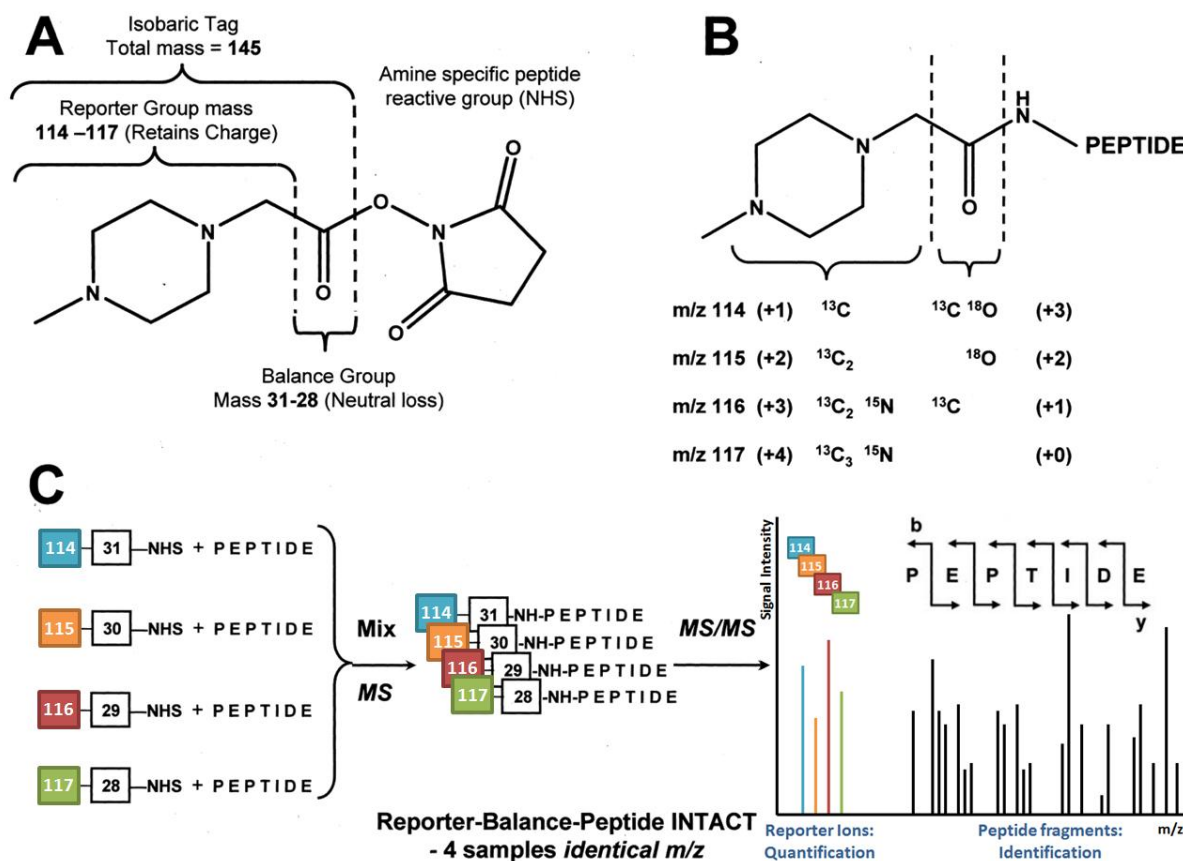 A
Isobaric Tag
Total mass = 145
Reporter Group mass
114 –117 (Retains Charge)
Amine specific peptide
reactive group (NHS)
N
N
O
O
N
O
O
Balance Group
Mass 31-28 (Neutral loss)
B
N
N
O
H
N
PEPTIDE
m/z 114 (+1) ¹³C ¹³C ¹⁸O (+3)
m/z 115 (+2) ¹³C₂ ¹⁸O (+2)
m/z 116 (+3) ¹³C₂ ¹⁵N ¹³C (+1)
m/z 117 (+4) ¹³C₃ ¹⁵N (+0)
C
114 31 NHS + PEPTIDE
115 30 NHS + PEPTIDE
116 29 NHS + PEPTIDE
117 28 NHS + PEPTIDE
Mix
MS
114 31 -NH-PEPTIDE
115 30 -NH-PEPTIDE
116 29 -NH-PEPTIDE
117 28 -NH-PEPTIDE
Reporter-Balance-Peptide INTACT
- 4 samples identical m/z
MS/MS
Signal Intensity
114
115
116
117
b
P E P T I D E
y
m/z
Reporter Ions:
Quantification
Peptide fragments:
Identification